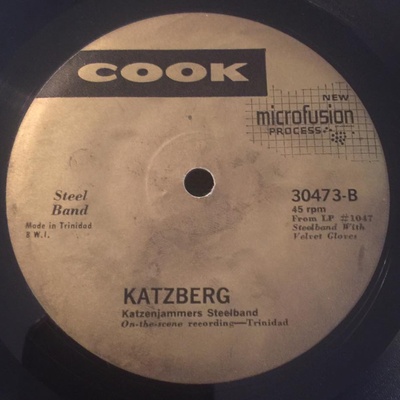 COOK
NEW
microfusion
PROCESS
Steel
Band
Made in Trinidad
B W.I.
30473-B
45 rpm
From LP #1047
Steelband With
Velvet Gloves
KATZBERG
Katzenjammers Steelband
On-the-scene recording—Trinidad